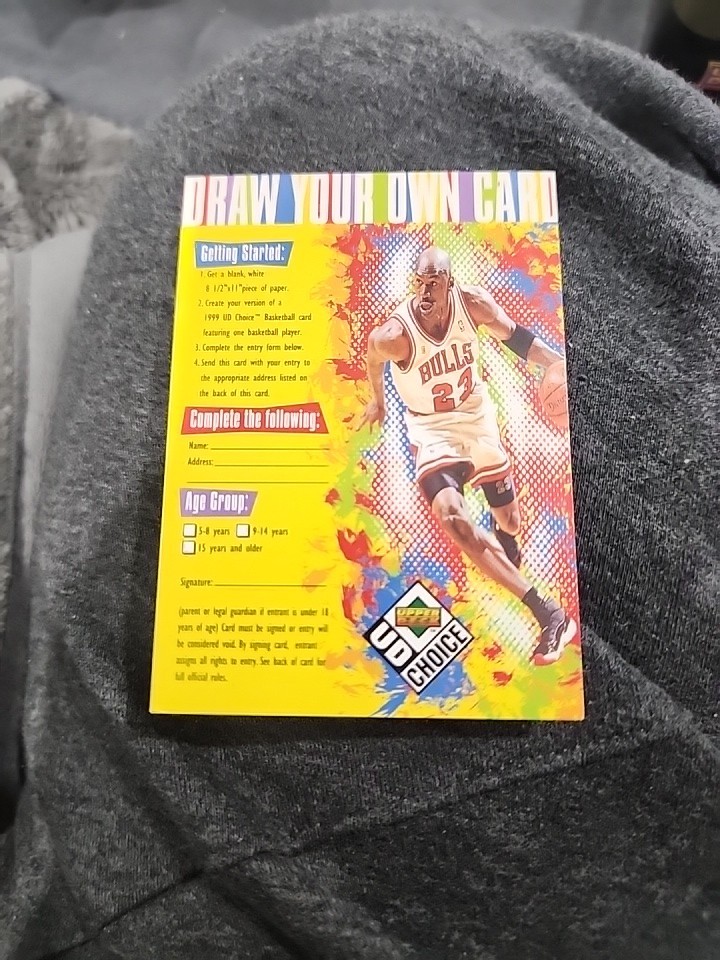 DRAW YOUR OWN CARD
Getting Started:
1. Get a blank, white
8 1/2"x11"piece of paper.
2. Create your version of a
1999 UD Choice™ Basketball card
featuring one basketball player.
3. Complete the entry form below.
4. Send this card with your entry to
the appropriate address listed on
the back of this card.
Complete the following:
Name:
Address:
Age Group:
5-8 years 9-14 years
15 years and older
Signature:
(parent or legal guardian if entrant is under 18
years of age) Card must be signed or entry will
be considered void. By signing card, entrant
assigns all rights to entry. See back of card for
full official rules.
BULLS
23
UPPER
DECK
UD
CHOICE